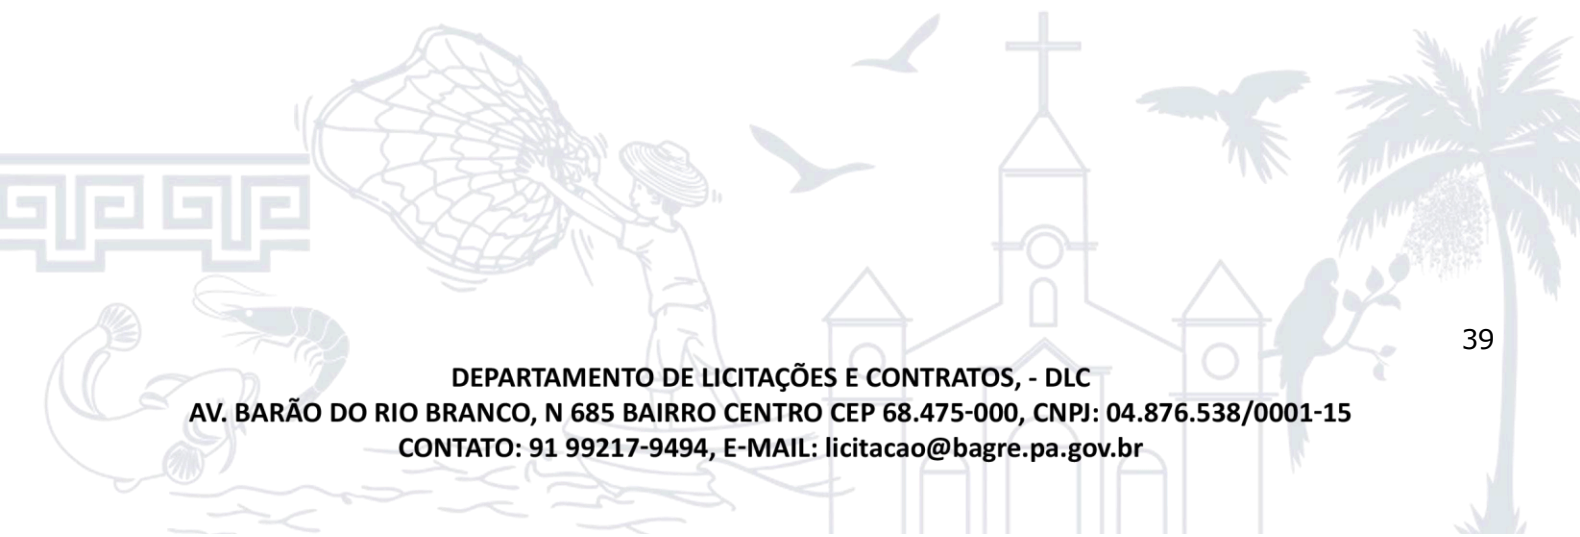 39
DEPARTAMENTO DE LICITAÇÕES E CONTRATOS, - DLC
AV. BARÃO DO RIO BRANCO, N 685 BAIRRO CENTRO CEP 68.475-000, CNPJ: 04.876.538/0001-15
CONTATO: 91 99217-9494, E-MAIL: licitacao@bagre.pa.gov.br